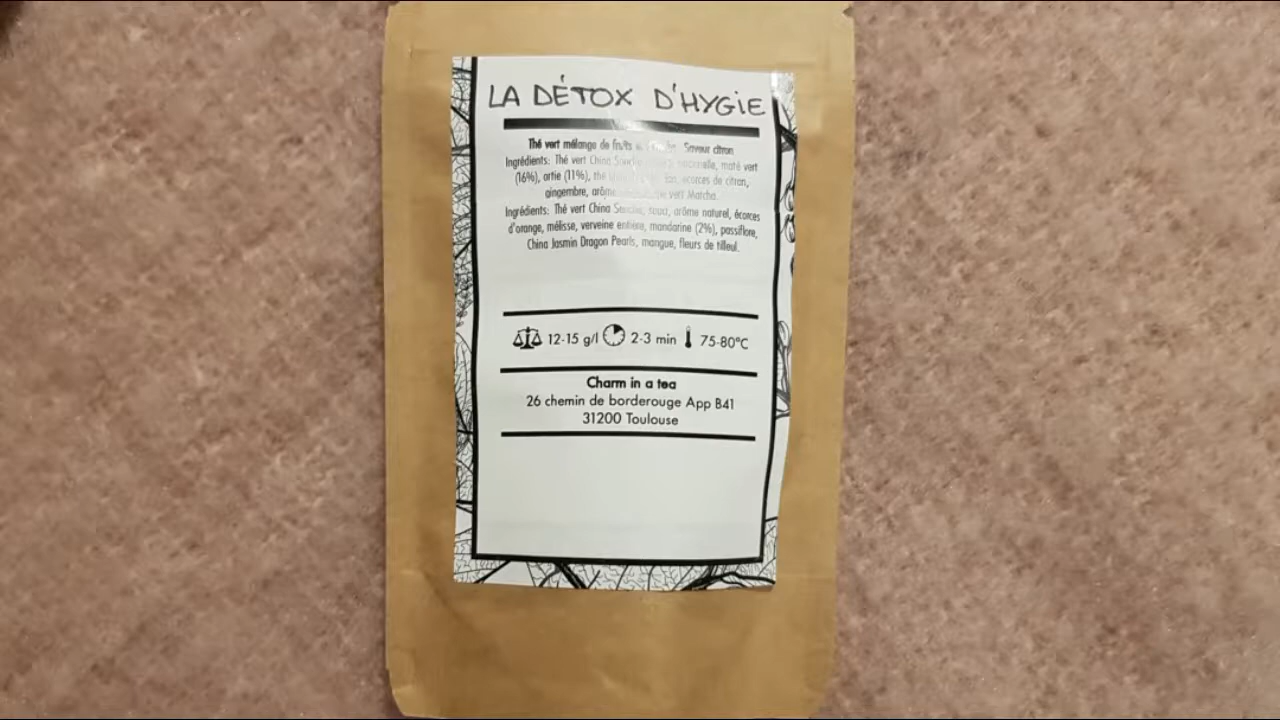 LA DÉTOX D'HYGIE
Thé vert mélange de fruits Saveur citron
Ingrédients: Thé vert China Sencha maté vert
(16%), ortie (11%), thé écorces de citron,
gingembre, arôme vert Matcha.
Ingrédients: Thé vert China Sencha, souci, arôme naturel, écorces
d'orange, mélisse, verveine entière, mandarine (2%), passiflore,
China Jasmin Dragon Pearls, mangue, fleurs de tilleul.
12-15 g/l 2-3 min 75-80°C
Charm in a tea
26 chemin de borderouge App B41
31200 Toulouse